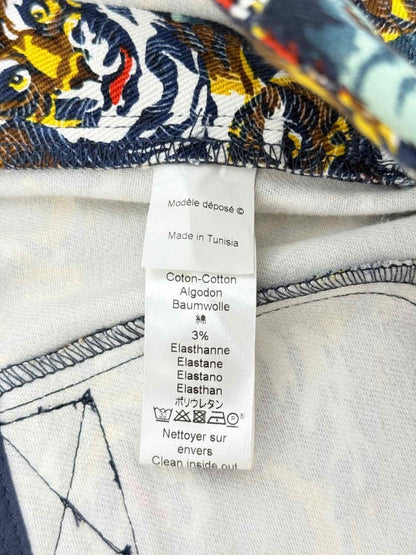 Modèle déposé ©
Made in Tunisia
Coton-Cotton
Algodon
Baumwolle
綿
3%
Elasthanne
Elastane
Elastano
Elasthan
ポリウレタン
Nettoyer sur
envers
Clean inside out